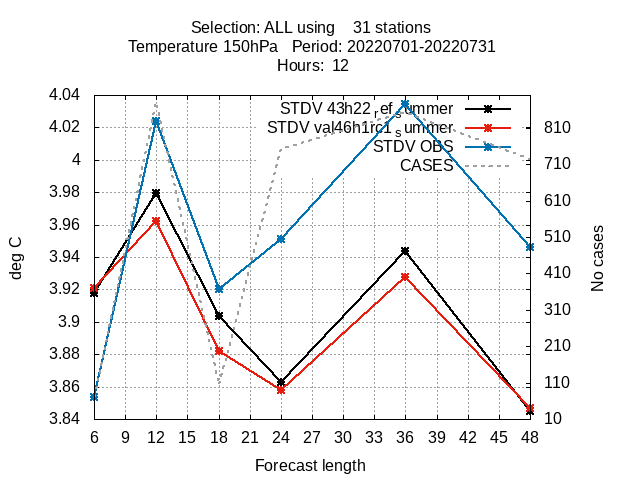 Selection: ALL using    31 stations
Temperature 150hPa   Period: 20220701-20220731
Hours:  12
STDV 43h22_ref_summer
STDV val46h1rc1_summer
STDV OBS
CASES
deg C
4.04
4.02
4
3.98
3.96
3.94
3.92
3.9
3.88
3.86
3.84
810
710
610
510
410
310
210
110
10
No cases
6 9 12 15 18 21 24 27 30 33 36 39 42 45 48
Forecast length